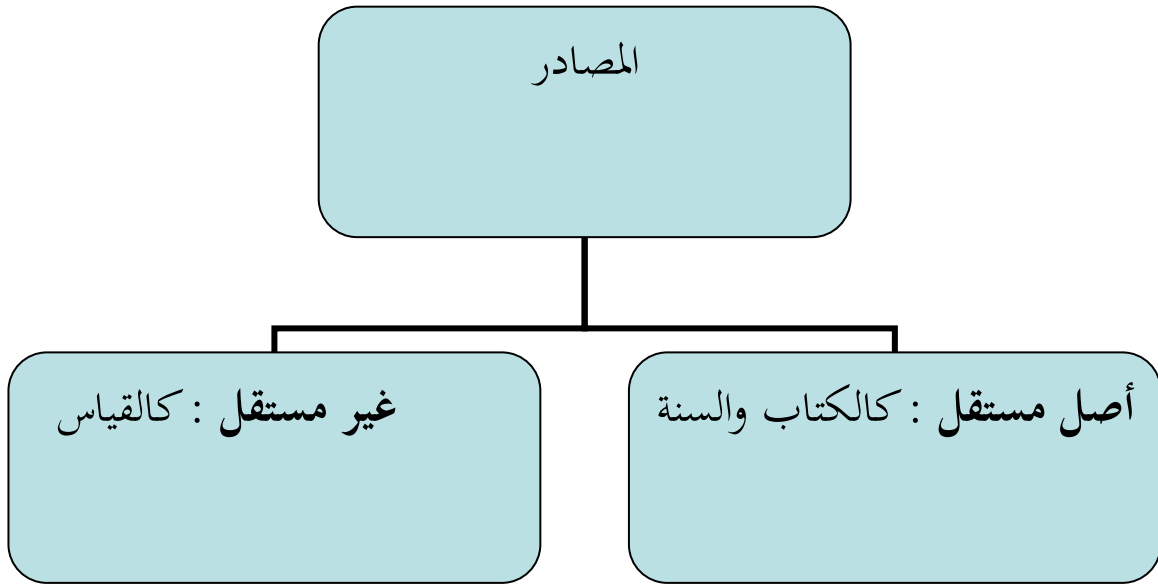 المصادر
أصل مستقل : كالكتاب والسنة
غير مستقل : كالقياس